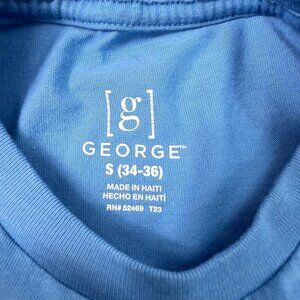 [g]
GEORGE™
S (34-36)
MADE IN HAITI
HECHO EN HAITÍ
RN# 52469 T23